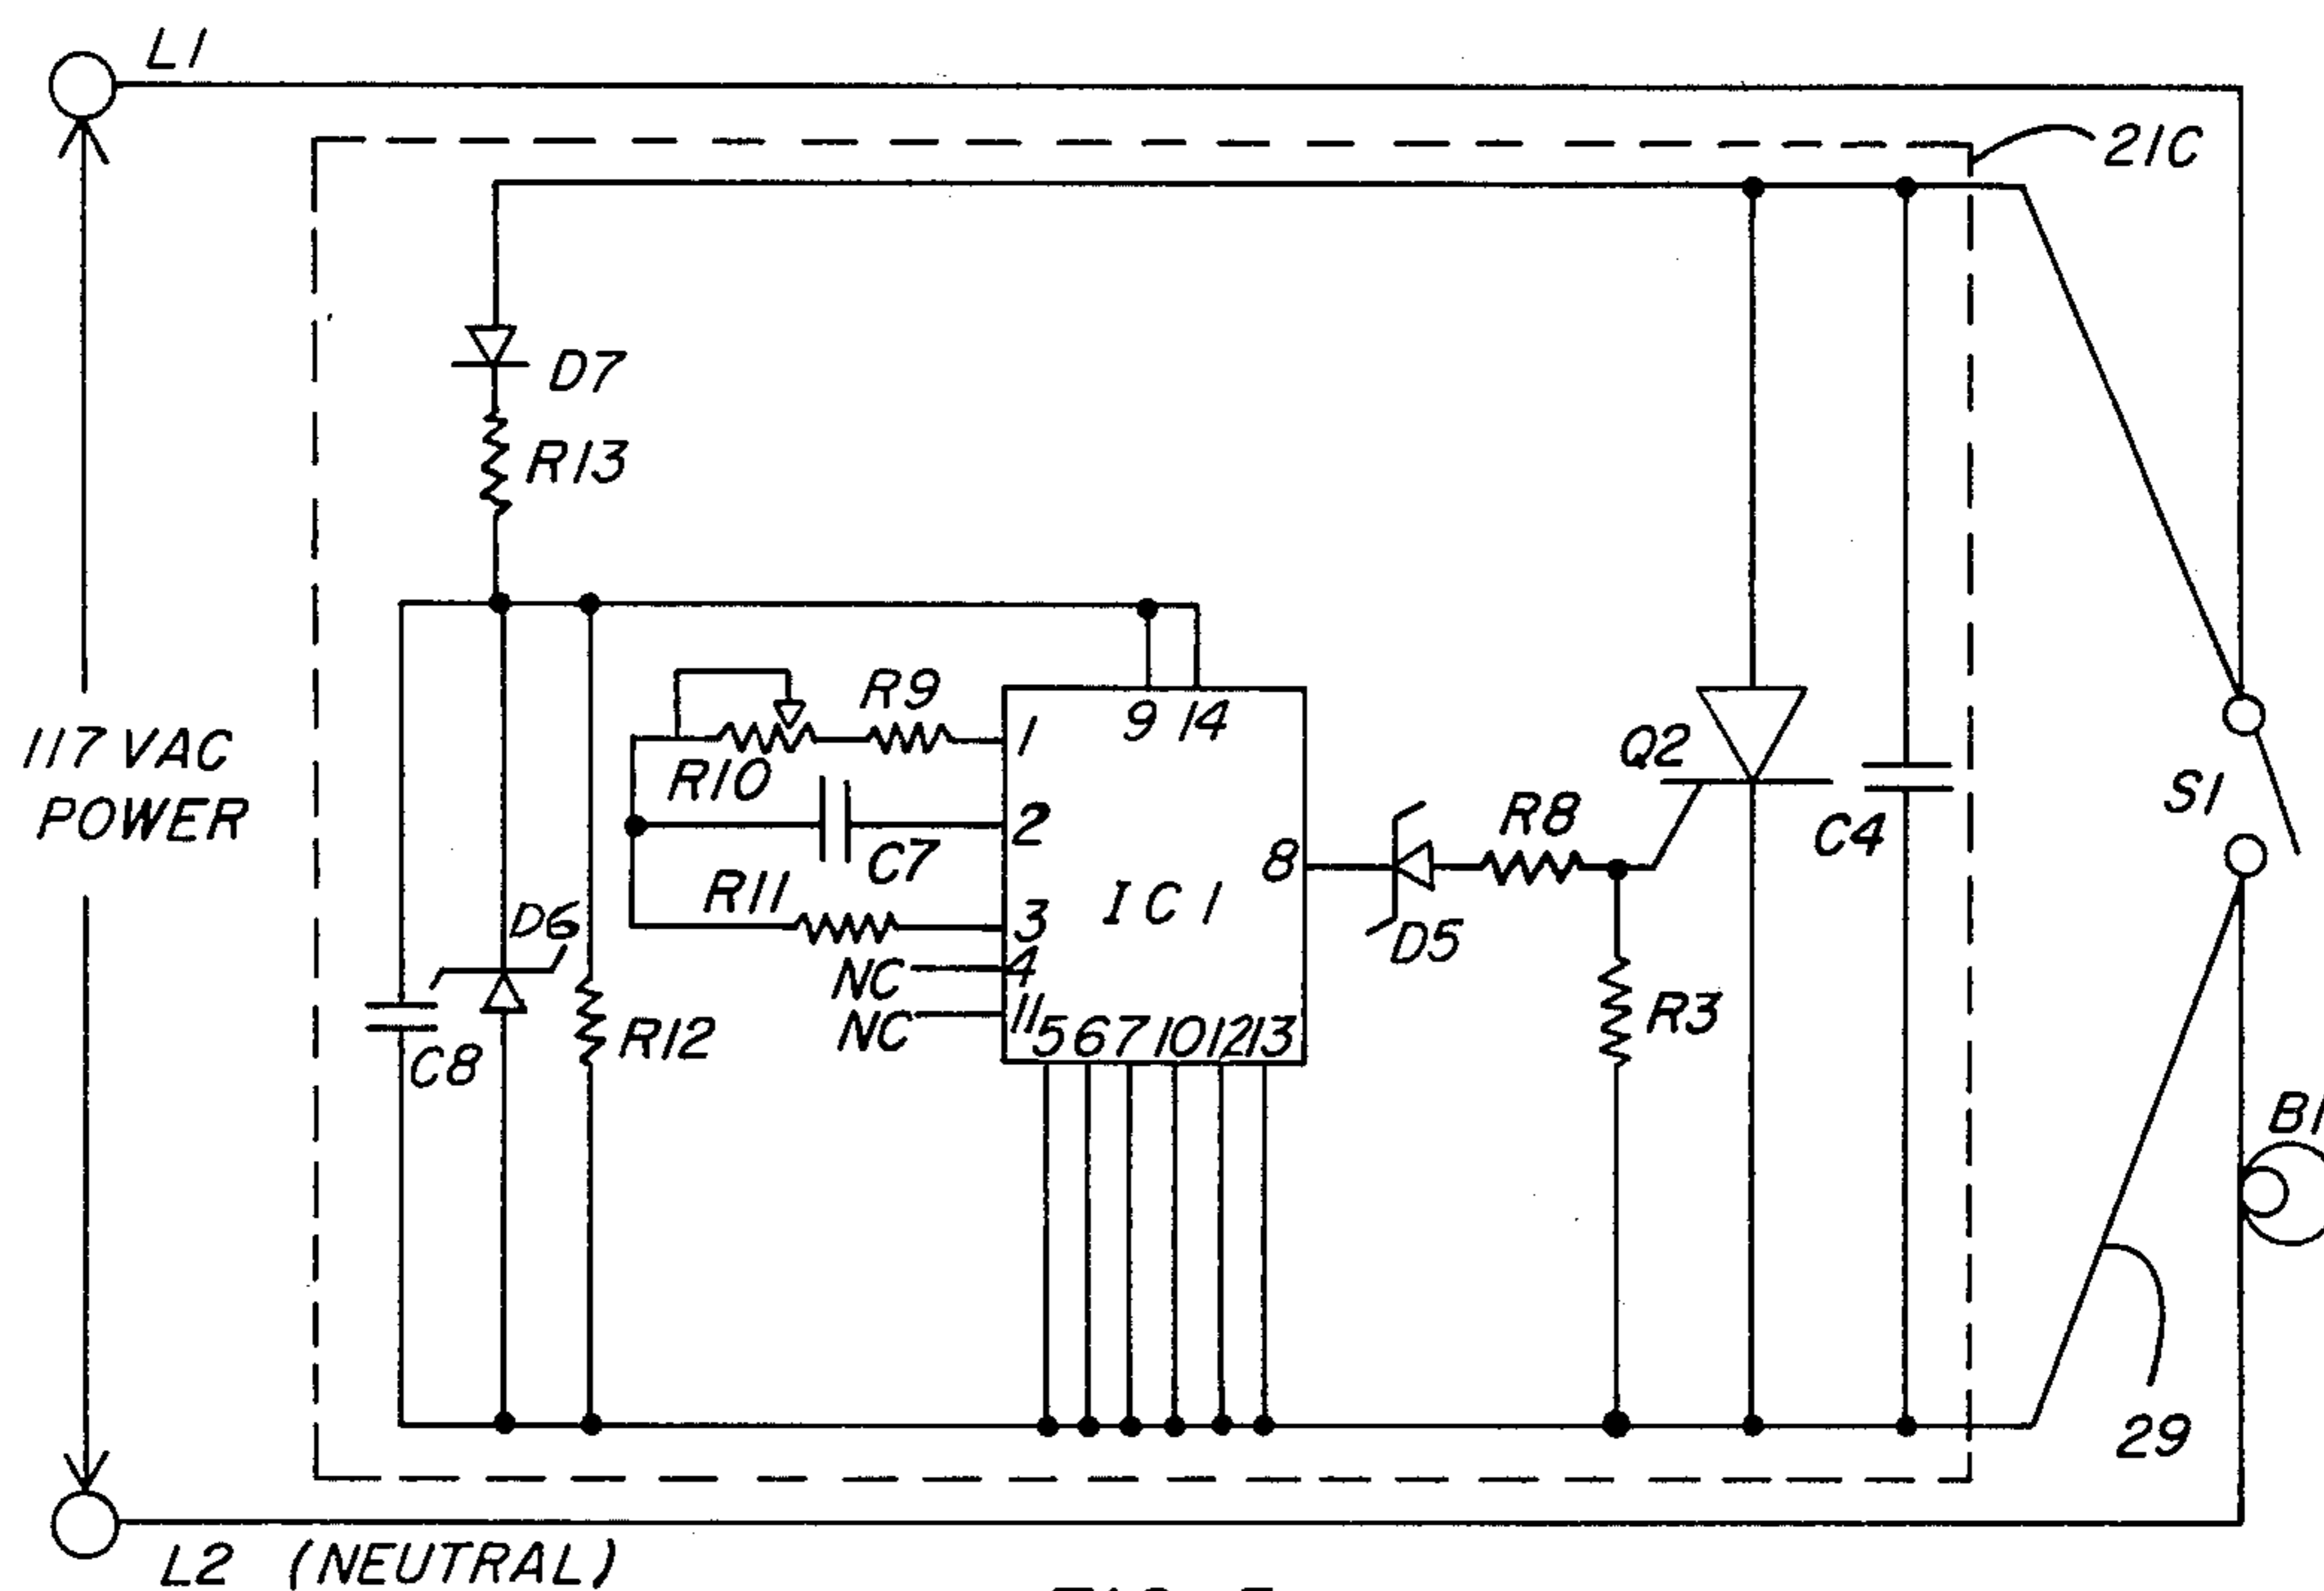 L1
21C
D7
R13
117 VAC
POWER
R9
9 14
1
R10
Q2
S1
2
R8
C4
C7
8
R11
IC1
3
D6
D5
4
NC
11
R3
NC
5 6 7 10 12 13
R12
C8
B1
29
L2 (NEUTRAL)